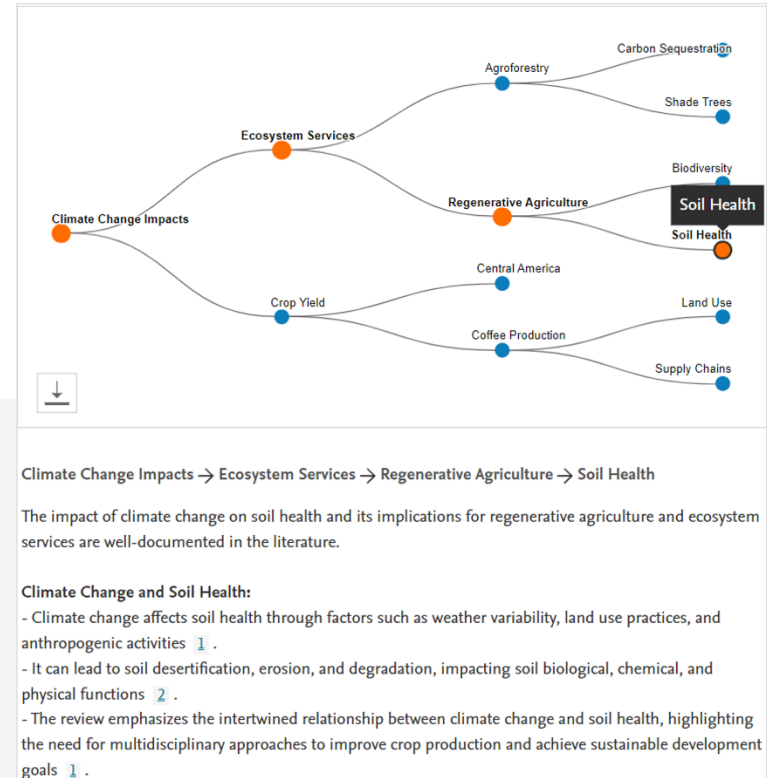 Carbon Sequestration
Agroforestry
Shade Trees
Ecosystem Services
Biodiversity
Regenerative Agriculture
Soil Health
Climate Change Impacts
Soil Health
Central America
Crop Yield
Land Use
Coffee Production
Supply Chains
Climate Change Impacts → Ecosystem Services → Regenerative Agriculture → Soil Health
The impact of climate change on soil health and its implications for regenerative agriculture and ecosystem
services are well-documented in the literature.
Climate Change and Soil Health:
- Climate change affects soil health through factors such as weather variability, land use practices, and
anthropogenic activities 1 .
- It can lead to soil desertification, erosion, and degradation, impacting soil biological, chemical, and
physical functions 2 .
- The review emphasizes the intertwined relationship between climate change and soil health, highlighting
the need for multidisciplinary approaches to improve crop production and achieve sustainable development
goals 1 .